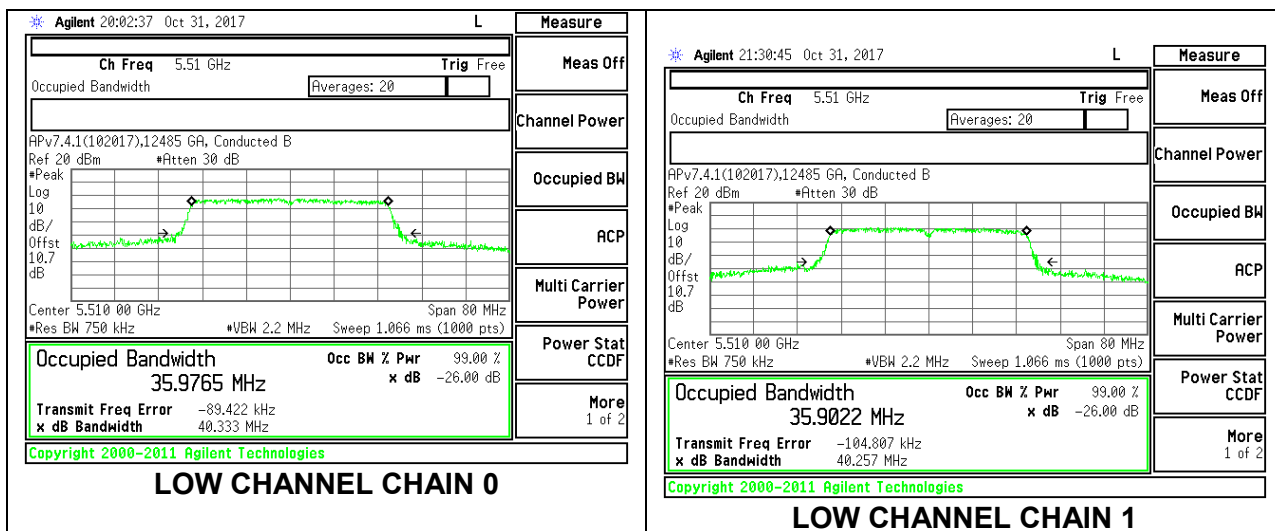 Agilent 20:02:37 Oct 31, 2017 L Measure
Ch Freq 5.51 GHz Trig Free
Occupied Bandwidth Averages: 20
APv7.4.1(102017),12485 GA, Conducted B
Ref 20 dBm #Atten 30 dB
#Peak
Log
10
dB/
Offst
10.7
dB
Center 5.510 00 GHz Span 80 MHz
#Res BW 750 kHz #VBW 2.2 MHz Sweep 1.066 ms (1000 pts)
Occupied Bandwidth Occ BW % Pwr 99.00 %
35.9765 MHz x dB -26.00 dB
Transmit Freq Error -89.422 kHz
x dB Bandwidth 40.333 MHz
Copyright 2000-2011 Agilent Technologies
Meas Off
Channel Power
Occupied BW
ACP
Multi Carrier
Power
Power Stat
CCDF
More
1 of 2
LOW CHANNEL CHAIN 0
Agilent 21:30:45 Oct 31, 2017 L Measure
Ch Freq 5.51 GHz Trig Free
Occupied Bandwidth Averages: 20
APv7.4.1(102017),12485 GA, Conducted B
Ref 20 dBm #Atten 30 dB
#Peak
Log
10
dB/
Offst
10.7
dB
Center 5.510 00 GHz Span 80 MHz
#Res BW 750 kHz #VBW 2.2 MHz Sweep 1.066 ms (1000 pts)
Occupied Bandwidth Occ BW % Pwr 99.00 %
35.9022 MHz x dB -26.00 dB
Transmit Freq Error -104.807 kHz
x dB Bandwidth 40.257 MHz
Copyright 2000-2011 Agilent Technologies
Meas Off
Channel Power
Occupied BW
ACP
Multi Carrier
Power
Power Stat
CCDF
More
1 of 2
LOW CHANNEL CHAIN 1